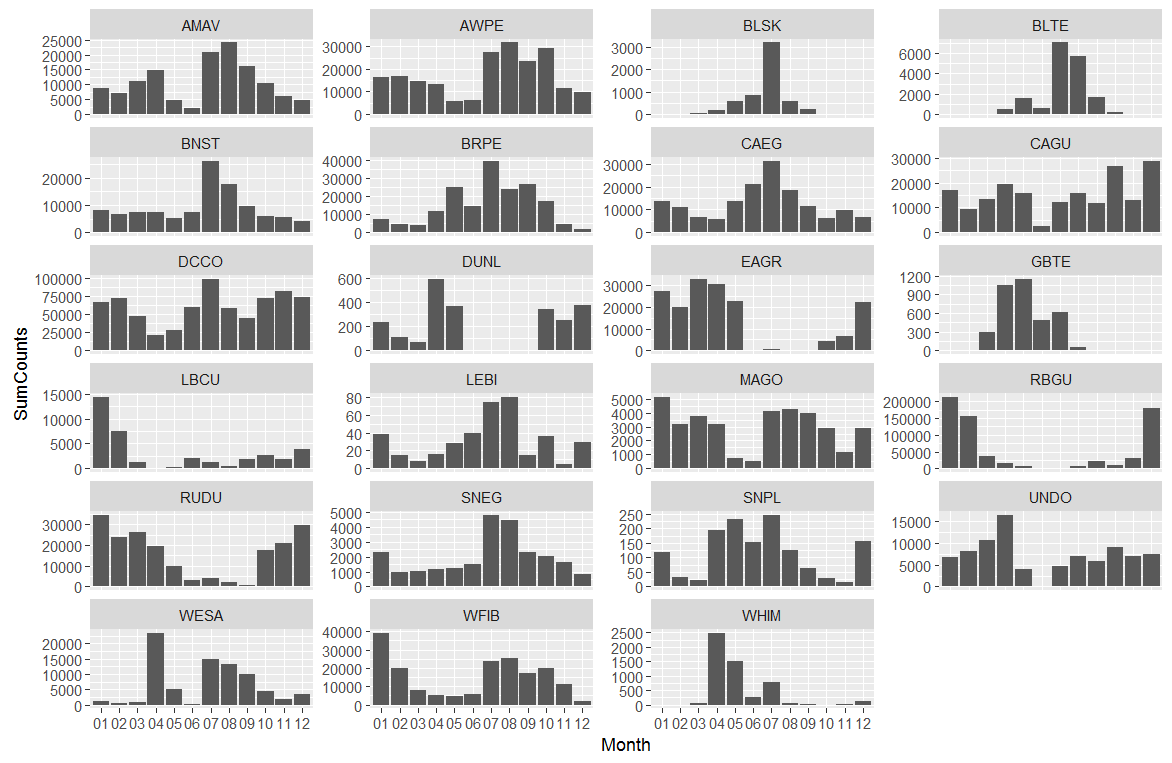 AMAV AWPE BLSK BLTE
25000 20000 15000 10000 5000 0
30000 20000 10000 0
3000 2000 1000 0
6000 4000 2000 0
BNST BRPE CAEG CAGU
20000 10000 0
40000 30000 20000 10000 0
30000 20000 10000 0
30000 20000 10000 0
DCCO DUNL EAGR GBTE
100000 75000 50000 25000 0
600 400 200 0
30000 20000 10000 0
1200 900 600 300 0
SumCounts
LBCU LEBI MAGO RBGU
15000 10000 5000 0
80 60 40 20 0
5000 4000 3000 2000 1000 0
200000 150000 100000 50000 0
RUDU SNEG SNPL UNDO
30000 20000 10000 0
5000 4000 3000 2000 1000 0
250 200 150 100 50 0
15000 10000 5000 0
WESA WFIB WHIM
20000 15000 10000 5000 0
40000 30000 20000 10000 0
2500 2000 1500 1000 500 0
01 02 03 04 05 06 07 08 09 10 11 12
01 02 03 04 05 06 07 08 09 10 11 12
01 02 03 04 05 06 07 08 09 10 11 12
Month